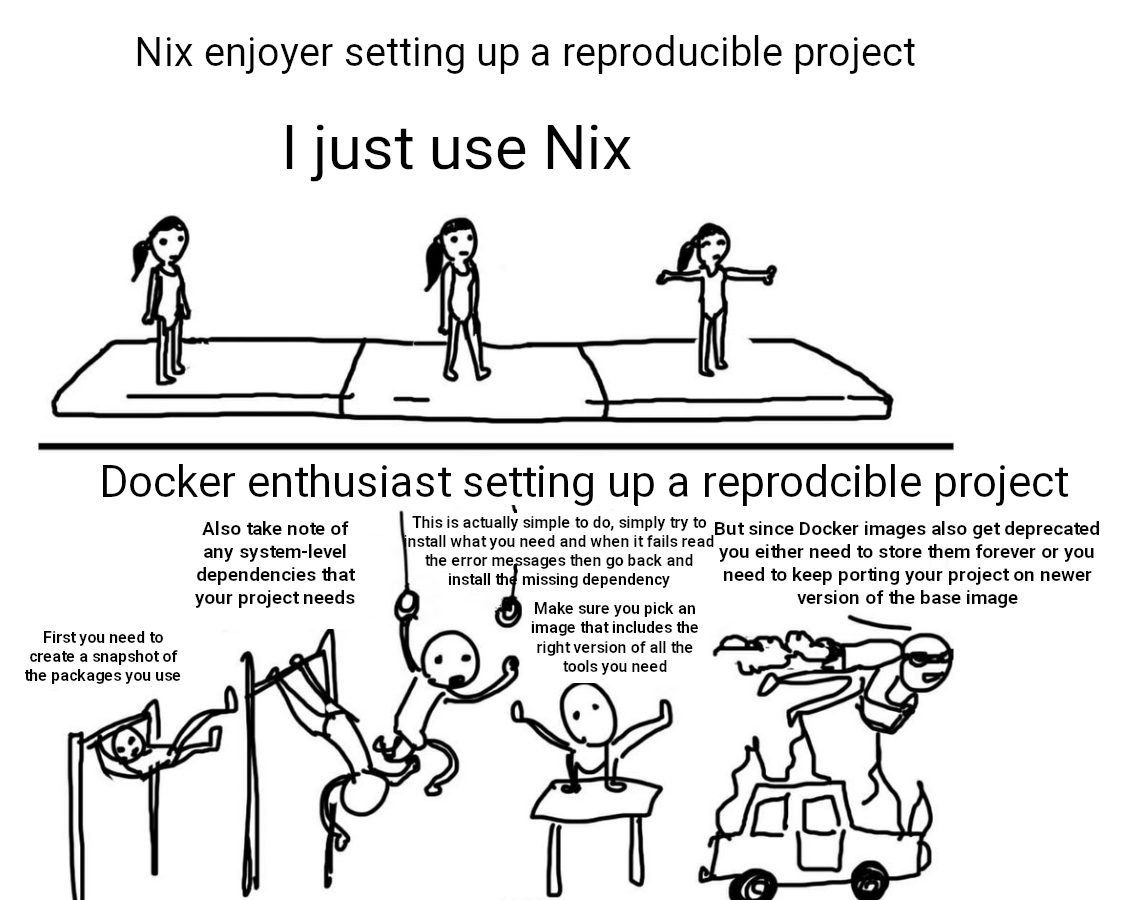 Nix enjoyer setting up a reproducible project
I just use Nix
Docker enthusiast setting up a reprodcible project
First you need to
create a snapshot of
the packages you use
Also take note of
any system-level
dependencies that
your project needs
This is actually simple to do, simply try to
install what you need and when it fails read
the error messages then go back and
install the missing dependency
Make sure you pick an
image that includes the
right version of all the
tools you need
But since Docker images also get deprecated
you either need to store them forever or you
need to keep porting your project on newer
version of the base image